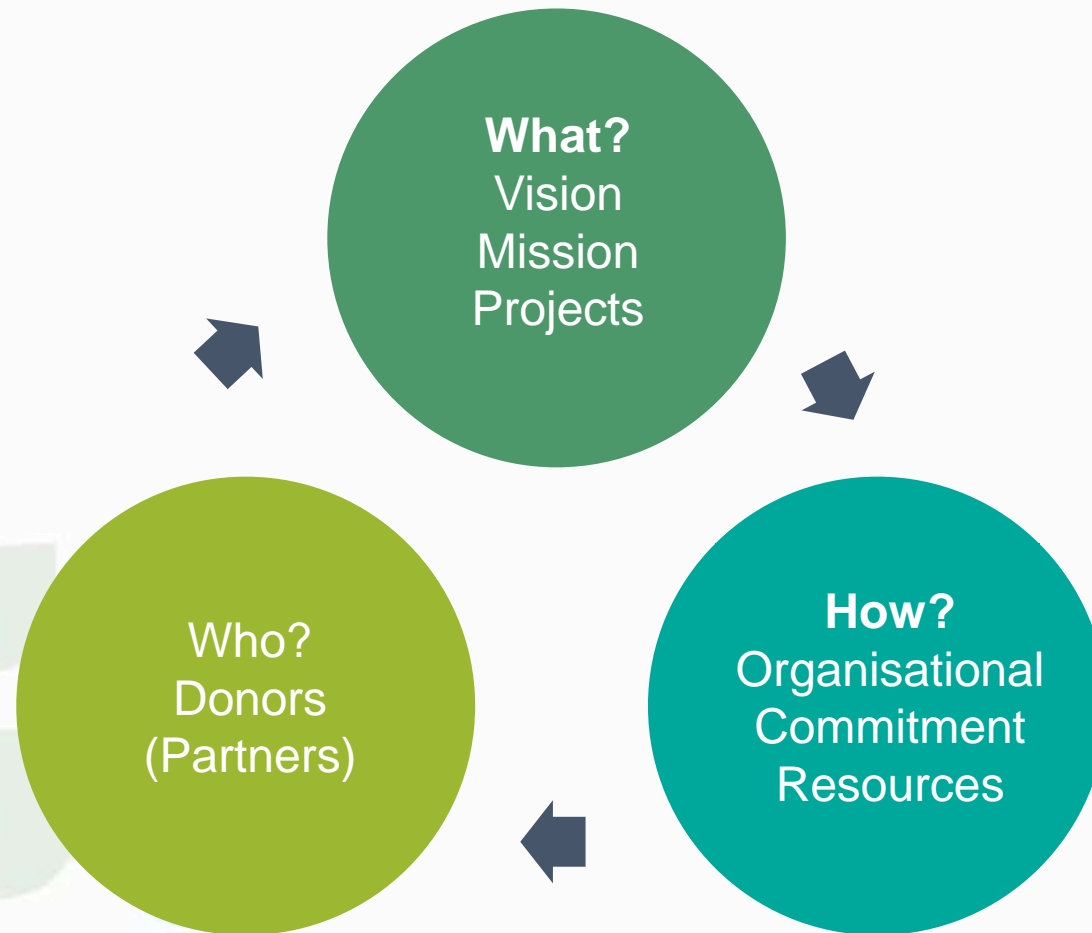 What?
Vision
Mission
Projects
How?
Organisational
Commitment
Resources
Who?
Donors
(Partners)